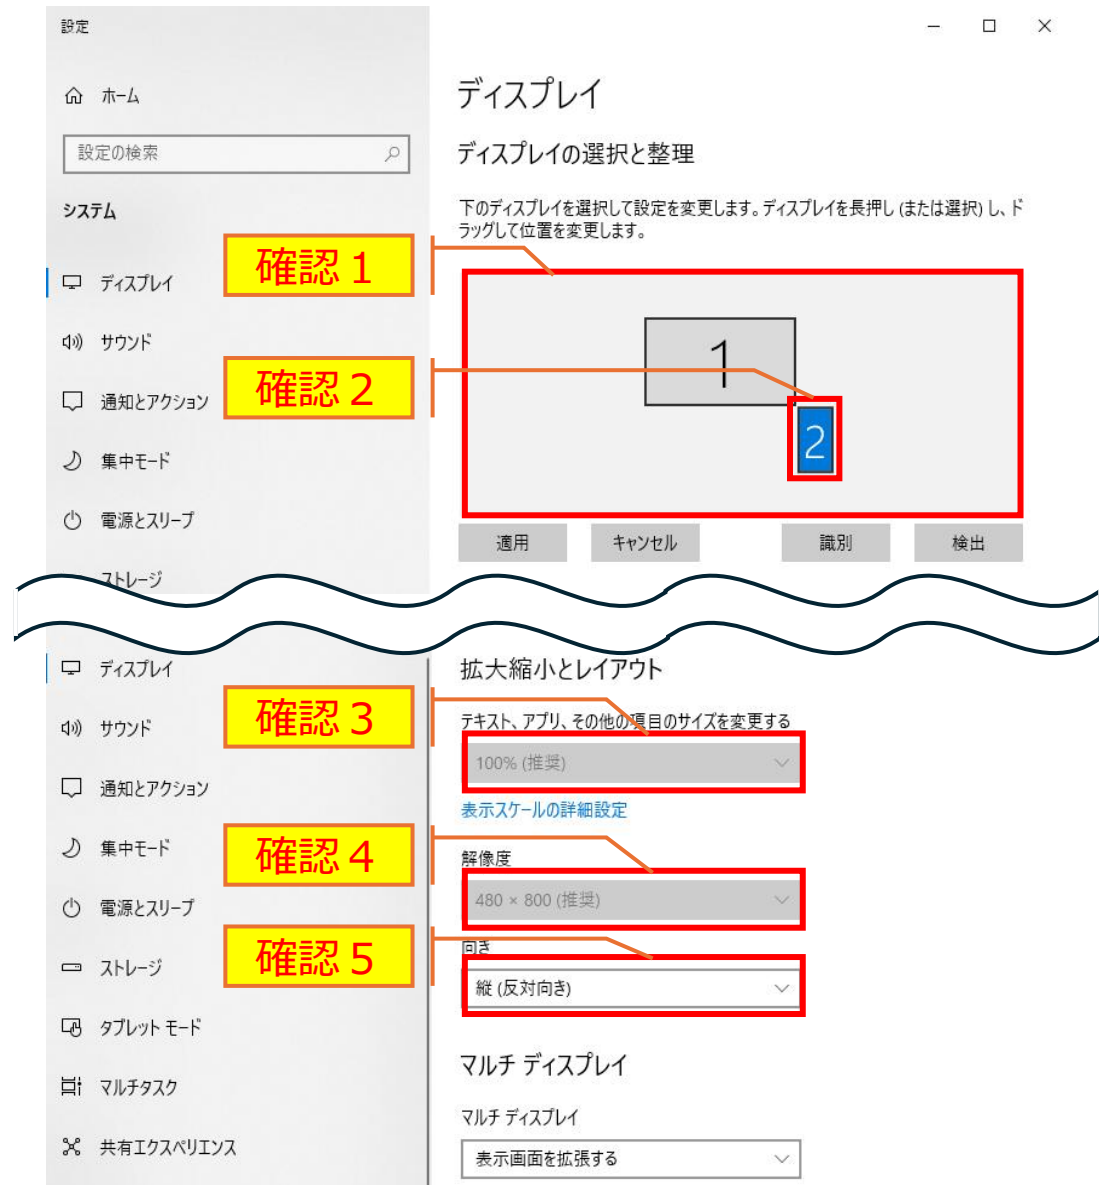 設定
ホーム
設定の検索
システム
ディスプレイ
サウンド
通知とアクション
集中モード
電源とスリープ
ストレージ
ディスプレイ
ディスプレイの選択と整理
下のディスプレイを選択して設定を変更します。ディスプレイを長押し (または選択) し、ド
ラッグして位置を変更します。
確認１
確認２
1
2
適用
キャンセル
識別
検出
ディスプレイ
サウンド
通知とアクション
集中モード
電源とスリープ
ストレージ
タブレット モード
マルチタスク
共有エクスペリエンス
拡大縮小とレイアウト
確認３
テキスト、アプリ、その他の項目のサイズを変更する
100% (推奨)
表示スケールの詳細設定
確認４
解像度
480 × 800 (推奨)
確認５
向き
縦 (反対向き)
マルチ ディスプレイ
マルチ ディスプレイ
表示画面を拡張する